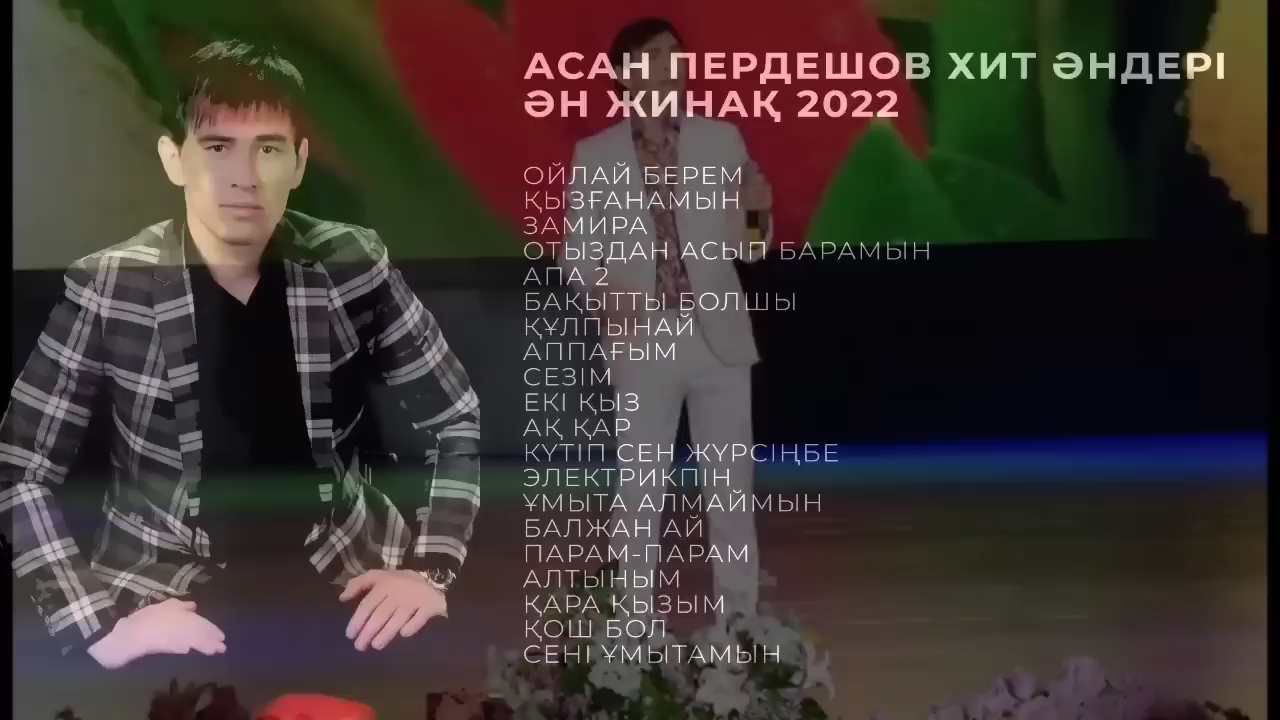 АСАН ПЕРДЕШОВ ХИТ ӘНДЕРІ
ӘН ЖИНАҚ 2022
ОЙЛАЙ БЕРЕМ
ҚЫЗҒАНАМЫН
ЗАМИРА
ОТЫЗДАН АСЫП БАРАМЫН
АПА 2
БАҚЫТТЫ БОЛШЫ
ҚҰЛПЫНАЙ
АППАҒЫМ
СЕЗІМ
ЕКІ ҚЫЗ
АҚ ҚАР
КҮТІП СЕН ЖҮРСІҢБЕ
ЭЛЕКТРИКПІН
ҰМЫТА АЛМАЙМЫН
БАЛЖАН АЙ
ПАРАМ-ПАРАМ
АЛТЫНЫМ
ҚАРА ҚЫЗЫМ
ҚОШ БОЛ
СЕНІ ҰМЫТАМЫН